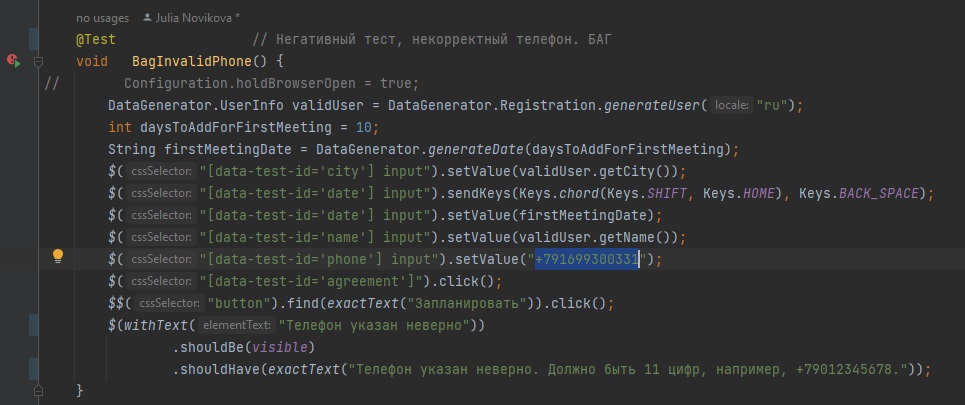 no usages Julia Novikova *
@Test // Негативный тест, некорректный телефон. БАГ
void BagInvalidPhone() {
// Configuration.holdBrowserOpen = true;
DataGenerator.UserInfo validUser = DataGenerator.Registration.generateUser( locale: "ru");
int daysToAddForFirstMeeting = 10;
String firstMeetingDate = DataGenerator.generateDate(daysToAddForFirstMeeting);
$( cssSelector: "[data-test-id='city'] input").setValue(validUser.getCity());
$( cssSelector: "[data-test-id='date'] input").sendKeys(Keys.chord(Keys.SHIFT, Keys.HOME), Keys.BACK_SPACE);
$( cssSelector: "[data-test-id='date'] input").setValue(firstMeetingDate);
$( cssSelector: "[data-test-id='name'] input").setValue(validUser.getName());
$( cssSelector: "[data-test-id='phone'] input").setValue("+791699300331");
$( cssSelector: "[data-test-id='agreement']").click();
$$( cssSelector: "button").find(exactText("Запланировать")).click();
$(withText( elementText: "Телефон указан неверно"))
.shouldBe(visible)
.shouldHave(exactText("Телефон указан неверно. Должно быть 11 цифр, например, +79012345678."));
}